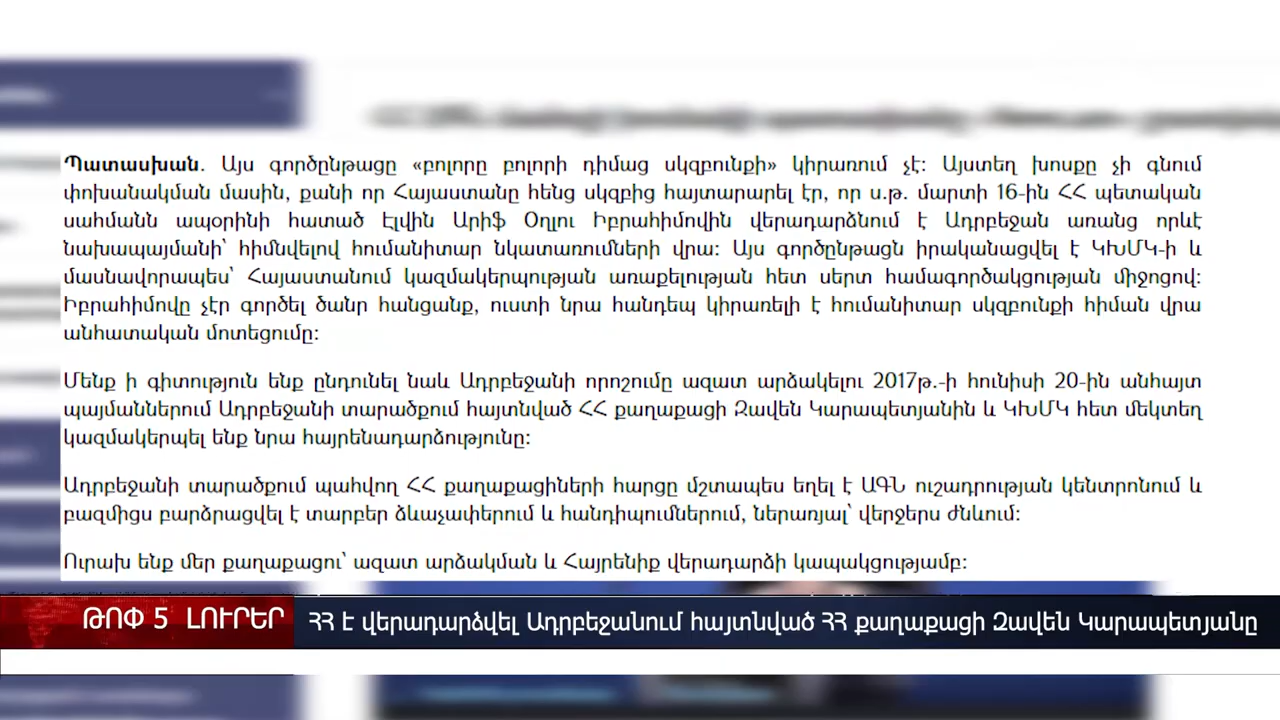 Պատասխան. Այս գործընթացը «բոլորը բոլորի դիմաց սկզբունքի» կիրառում չէ: Այստեղ խոսքը չի գնում
փոխանակման մասին, քանի որ Հայաստանը հենց սկզբից հայտարարել էր, որ ս.թ. մարտի 16-ին ՀՀ պետական
սահմանն ապօրինի հատած Էլվին Արիֆ Օղլու Իբրահիմովին վերադարձնում է Ադրբեջան առանց որևէ
նախապայմանի՝ հիմնվելով հումանիտար նկատառումների վրա: Այս գործընթացն իրականացվել է ԿԽՄԿ-ի և
մասնավորապես՝ Հայաստանում կազմակերպության առաքելության հետ սերտ համագործակցության միջոցով:
Իբրահիմովը չէր գործել ծանր հանցանք, ուստի նրա հանդեպ կիրառելի է հումանիտար սկզբունքի հիման վրա
անհատական մոտեցումը:
Մենք ի գիտություն ենք ընդունել նաև Ադրբեջանի որոշումը ազատ արձակելու 2017թ.-ի հունիսի 20-ին անհայտ
պայմաններում Ադրբեջանի տարածքում հայտնված ՀՀ քաղաքացի Զավեն Կարապետյանին և ԿԽՄԿ հետ մեկտեղ
կազմակերպել ենք նրա հայրենադարձությունը:
Ադրբեջանի տարածքում պահվող ՀՀ քաղաքացիների հարցը մշտապես եղել է ԱԳՆ ուշադրության կենտրոնում և
բազմիցս բարձրացվել է տարբեր ձևաչափերում և հանդիպումներում, ներառյալ՝ վերջերս Ժնևում:
Ուրախ ենք մեր քաղաքացու՝ ազատ արձակման և Հայրենիք վերադարձի կապակցությամբ:
ԹՈՓ 5 ԼՈՒՐԵՐ ՀՀ է վերադարձվել Ադրբեջանում հայտնված ՀՀ քաղաքացի Զավեն Կարապետյանը